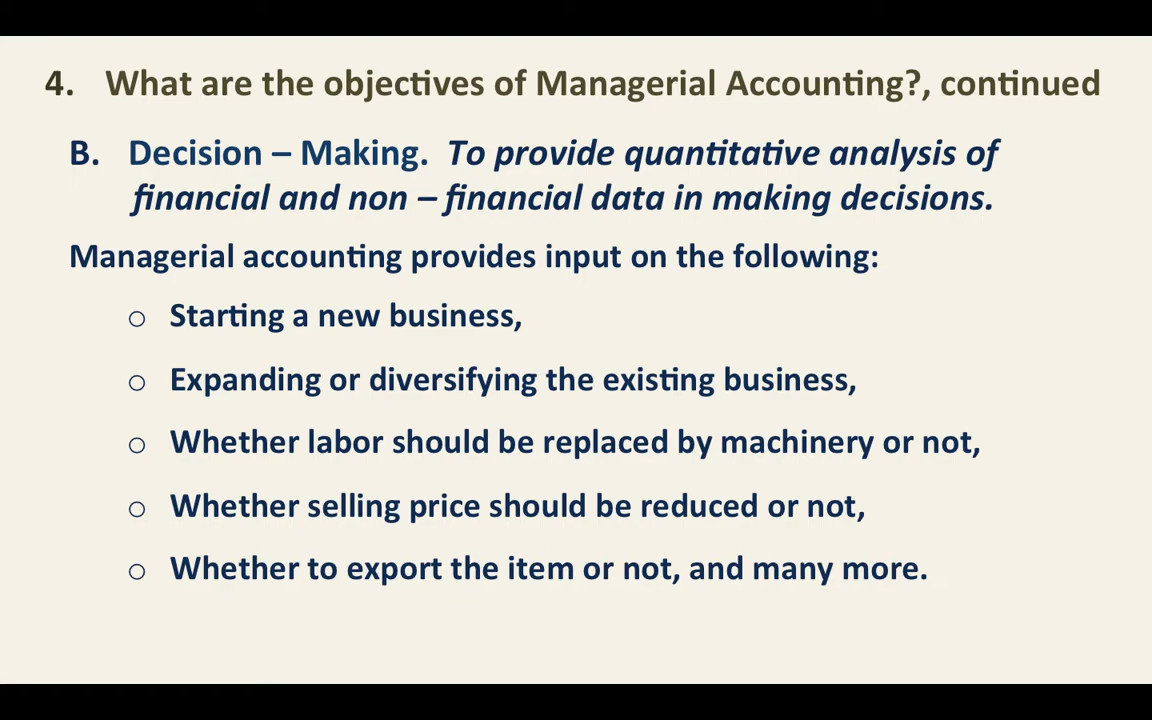 4. What are the objectives of Managerial Accounting?, continued
B. Decision – Making. To provide quantitative analysis of
financial and non – financial data in making decisions.
Managerial accounting provides input on the following:
o Starting a new business,
o Expanding or diversifying the existing business,
o Whether labor should be replaced by machinery or not,
o Whether selling price should be reduced or not,
o Whether to export the item or not, and many more.